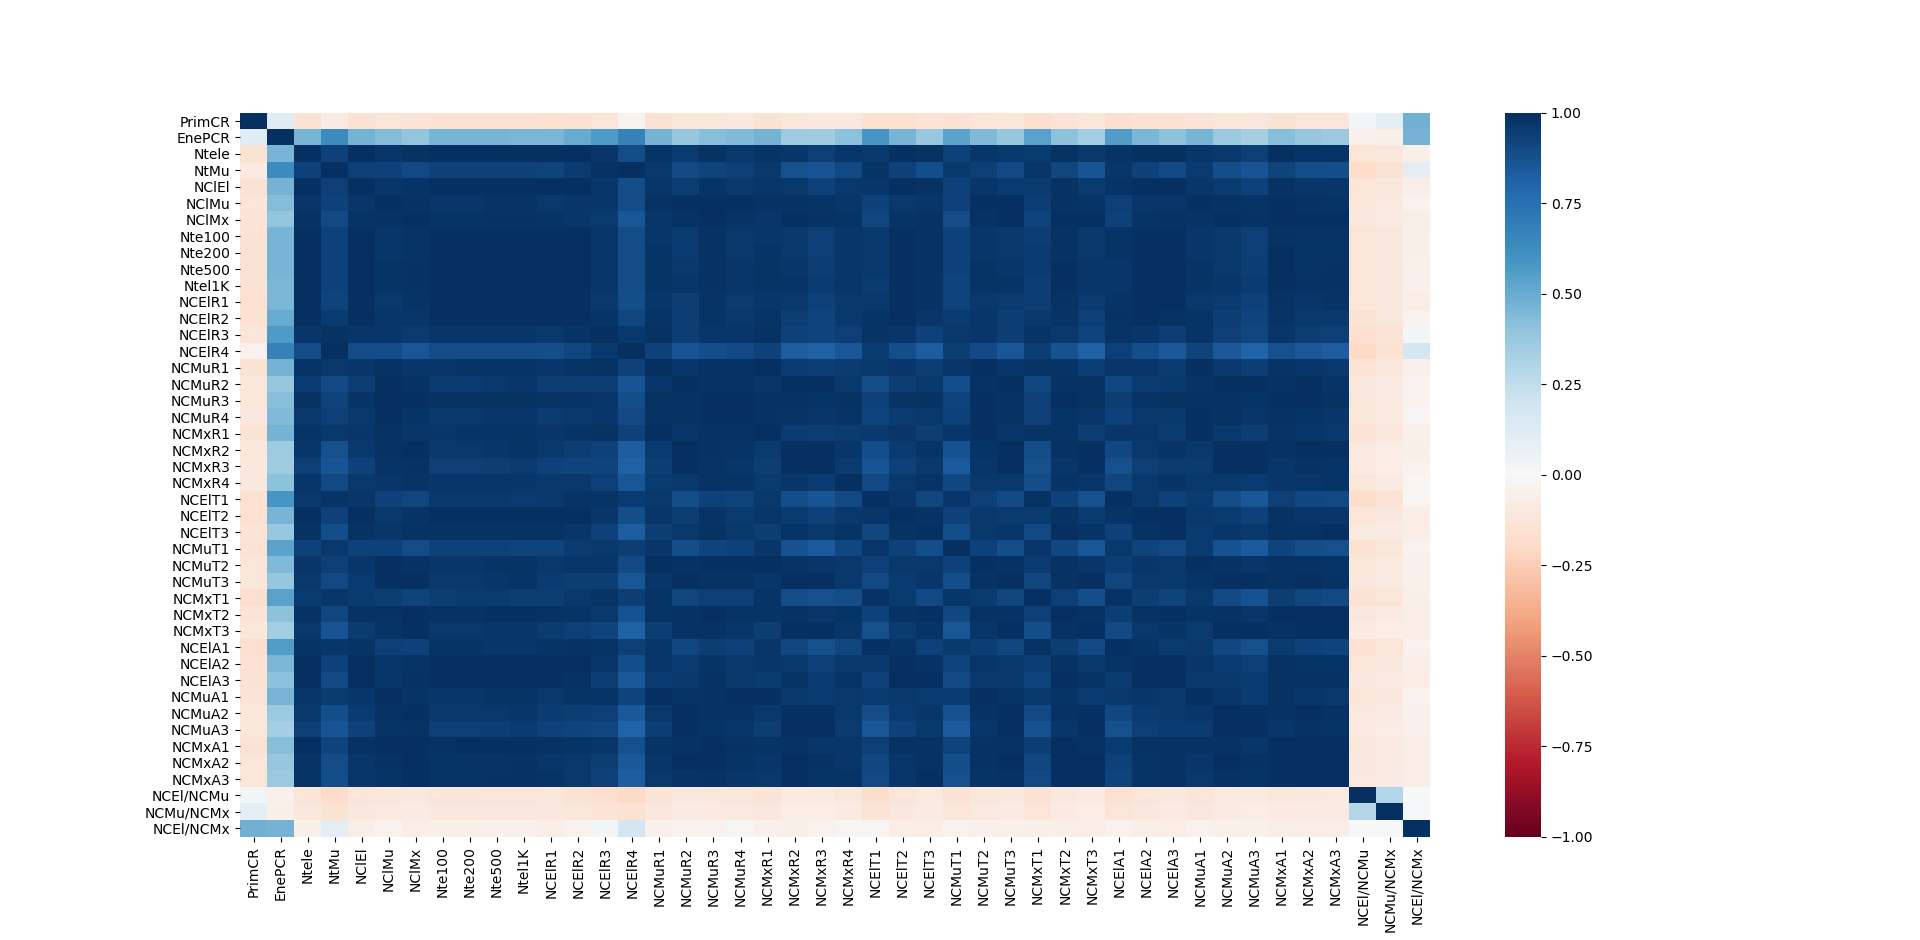 PrimCR
EnePCR
Ntele
NtMu
NClEl
NClMu
NClMx
Nte100
Nte200
Nte500
Ntel1K
NCElR1
NCElR2
NCElR3
NCElR4
NCMuR1
NCMuR2
NCMuR3
NCMuR4
NCMxR1
NCMxR2
NCMxR3
NCMxR4
NCElT1
NCElT2
NCElT3
NCMuT1
NCMuT2
NCMuT3
NCMxT1
NCMxT2
NCMxT3
NCElA1
NCElA2
NCElA3
NCMuA1
NCMuA2
NCMuA3
NCMxA1
NCMxA2
NCMxA3
NCEl/NCMu
NCMu/NCMx
NCEl/NCMx
PrimCR
EnePCR
Ntele
NtMu
NClEl
NClMu
NClMx
Nte100
Nte200
Nte500
Ntel1K
NCElR1
NCElR2
NCElR3
NCElR4
NCMuR1
NCMuR2
NCMuR3
NCMuR4
NCMxR1
NCMxR2
NCMxR3
NCMxR4
NCElT1
NCElT2
NCElT3
NCMuT1
NCMuT2
NCMuT3
NCMxT1
NCMxT2
NCMxT3
NCElA1
NCElA2
NCElA3
NCMuA1
NCMuA2
NCMuA3
NCMxA1
NCMxA2
NCMxA3
NCEl/NCMu
NCMu/NCMx
NCEl/NCMx
1.00
0.75
0.50
0.25
0.00
−0.25
−0.50
−0.75
−1.00